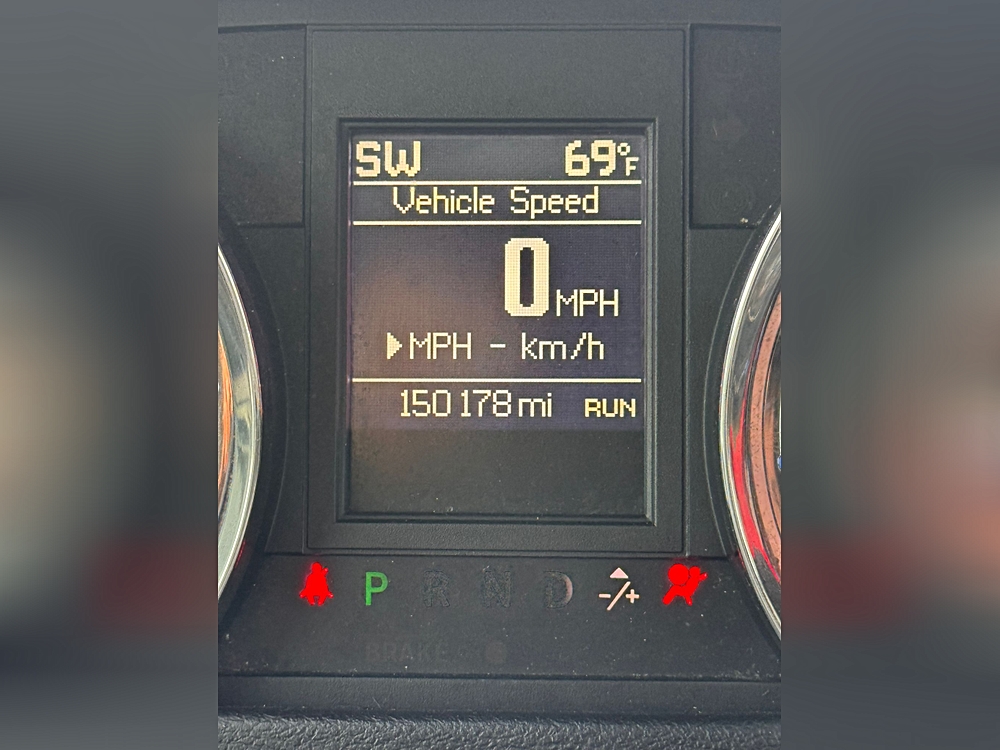 SW 69°F
Vehicle Speed
0 MPH
▶MPH - km/h
150178 mi RUN
P R N D -/+
BRAKE